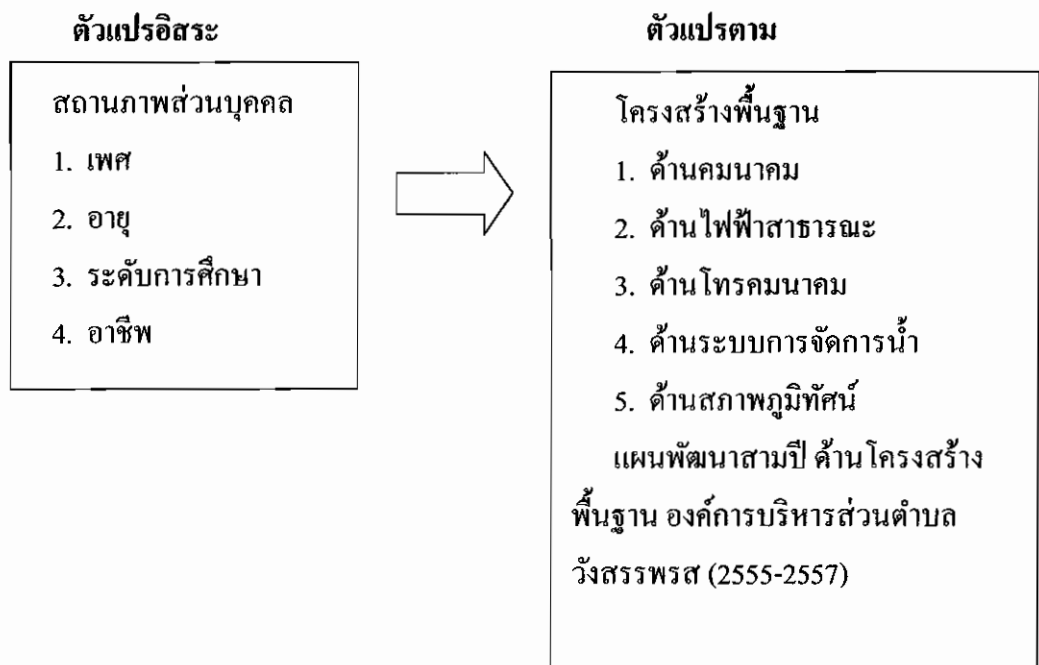 ตัวแปรอิสระ
สถานภาพส่วนบุคคล
1. เพศ
2. อายุ
3. ระดับการศึกษา
4. อาชีพ
ตัวแปรตาม
โครงสร้างพื้นฐาน
1. ด้านคมนาคม
2. ด้านไฟฟ้าสาธารณะ
3. ด้านโทรคมนาคม
4. ด้านระบบการจัดการน้ำ
5. ด้านสภาพภูมิทัศน์
แผนพัฒนาสามปี ด้านโครงสร้าง
พื้นฐาน องค์การบริหารส่วนตำบล
วังสรรพรส (2555-2557)